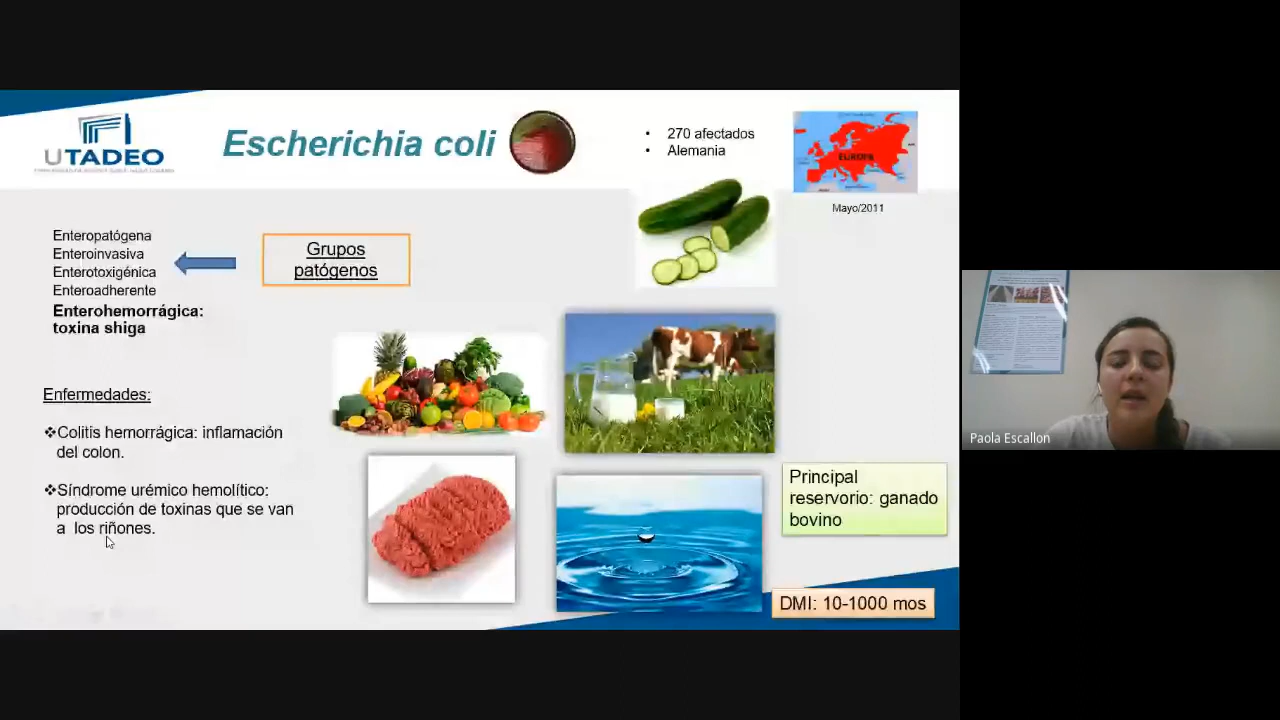 UTADEO
Escherichia coli
• 270 afectados
• Alemania
EUROPA
Mayo/2011
Enteropatógena
Enteroinvasiva
Enterotoxigénica
Enteroadherente
Enterohemorrágica:
toxina shiga
Grupos
patógenos
Enfermedades:
❖Colitis hemorrágica: inflamación
del colon.
❖Síndrome urémico hemolítico:
producción de toxinas que se van
a los riñones.
Principal
reservorio: ganado
bovino
DMI: 10-1000 mos
Paola Escallon